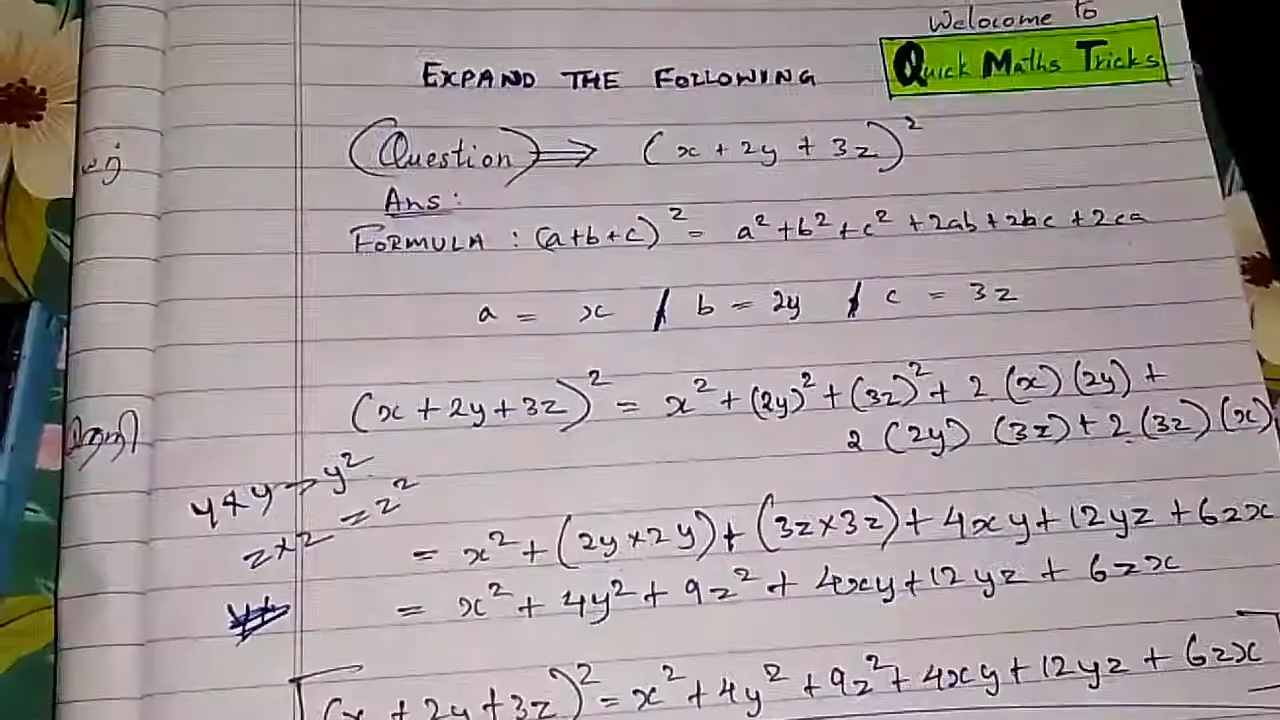 Welocome to
Quick Maths Tricks
EXPAND THE FOLLOWING
(Question) ⇒ (x + 2y + 3z)²
Ans:
FORMULA : (a+b+c)² = a²+b²+c²+2ab+2bc+2ca
a = x / b = 2y / c = 3z
(x+2y+3z)² = x²+(2y)²+(3z)²+ 2 (x) (2y) +
2 (2y) (3z)+2 (3z) (x)
y×y → y²
z×z = z²
= x²+(2y×2y)+(3z×3z)+4xy+12yz+6zx
= x²+4y²+9z²+4xy+12yz+6zx
(x+2y+3z)²=x²+4y²+9z²+4xy+12yz+6zx